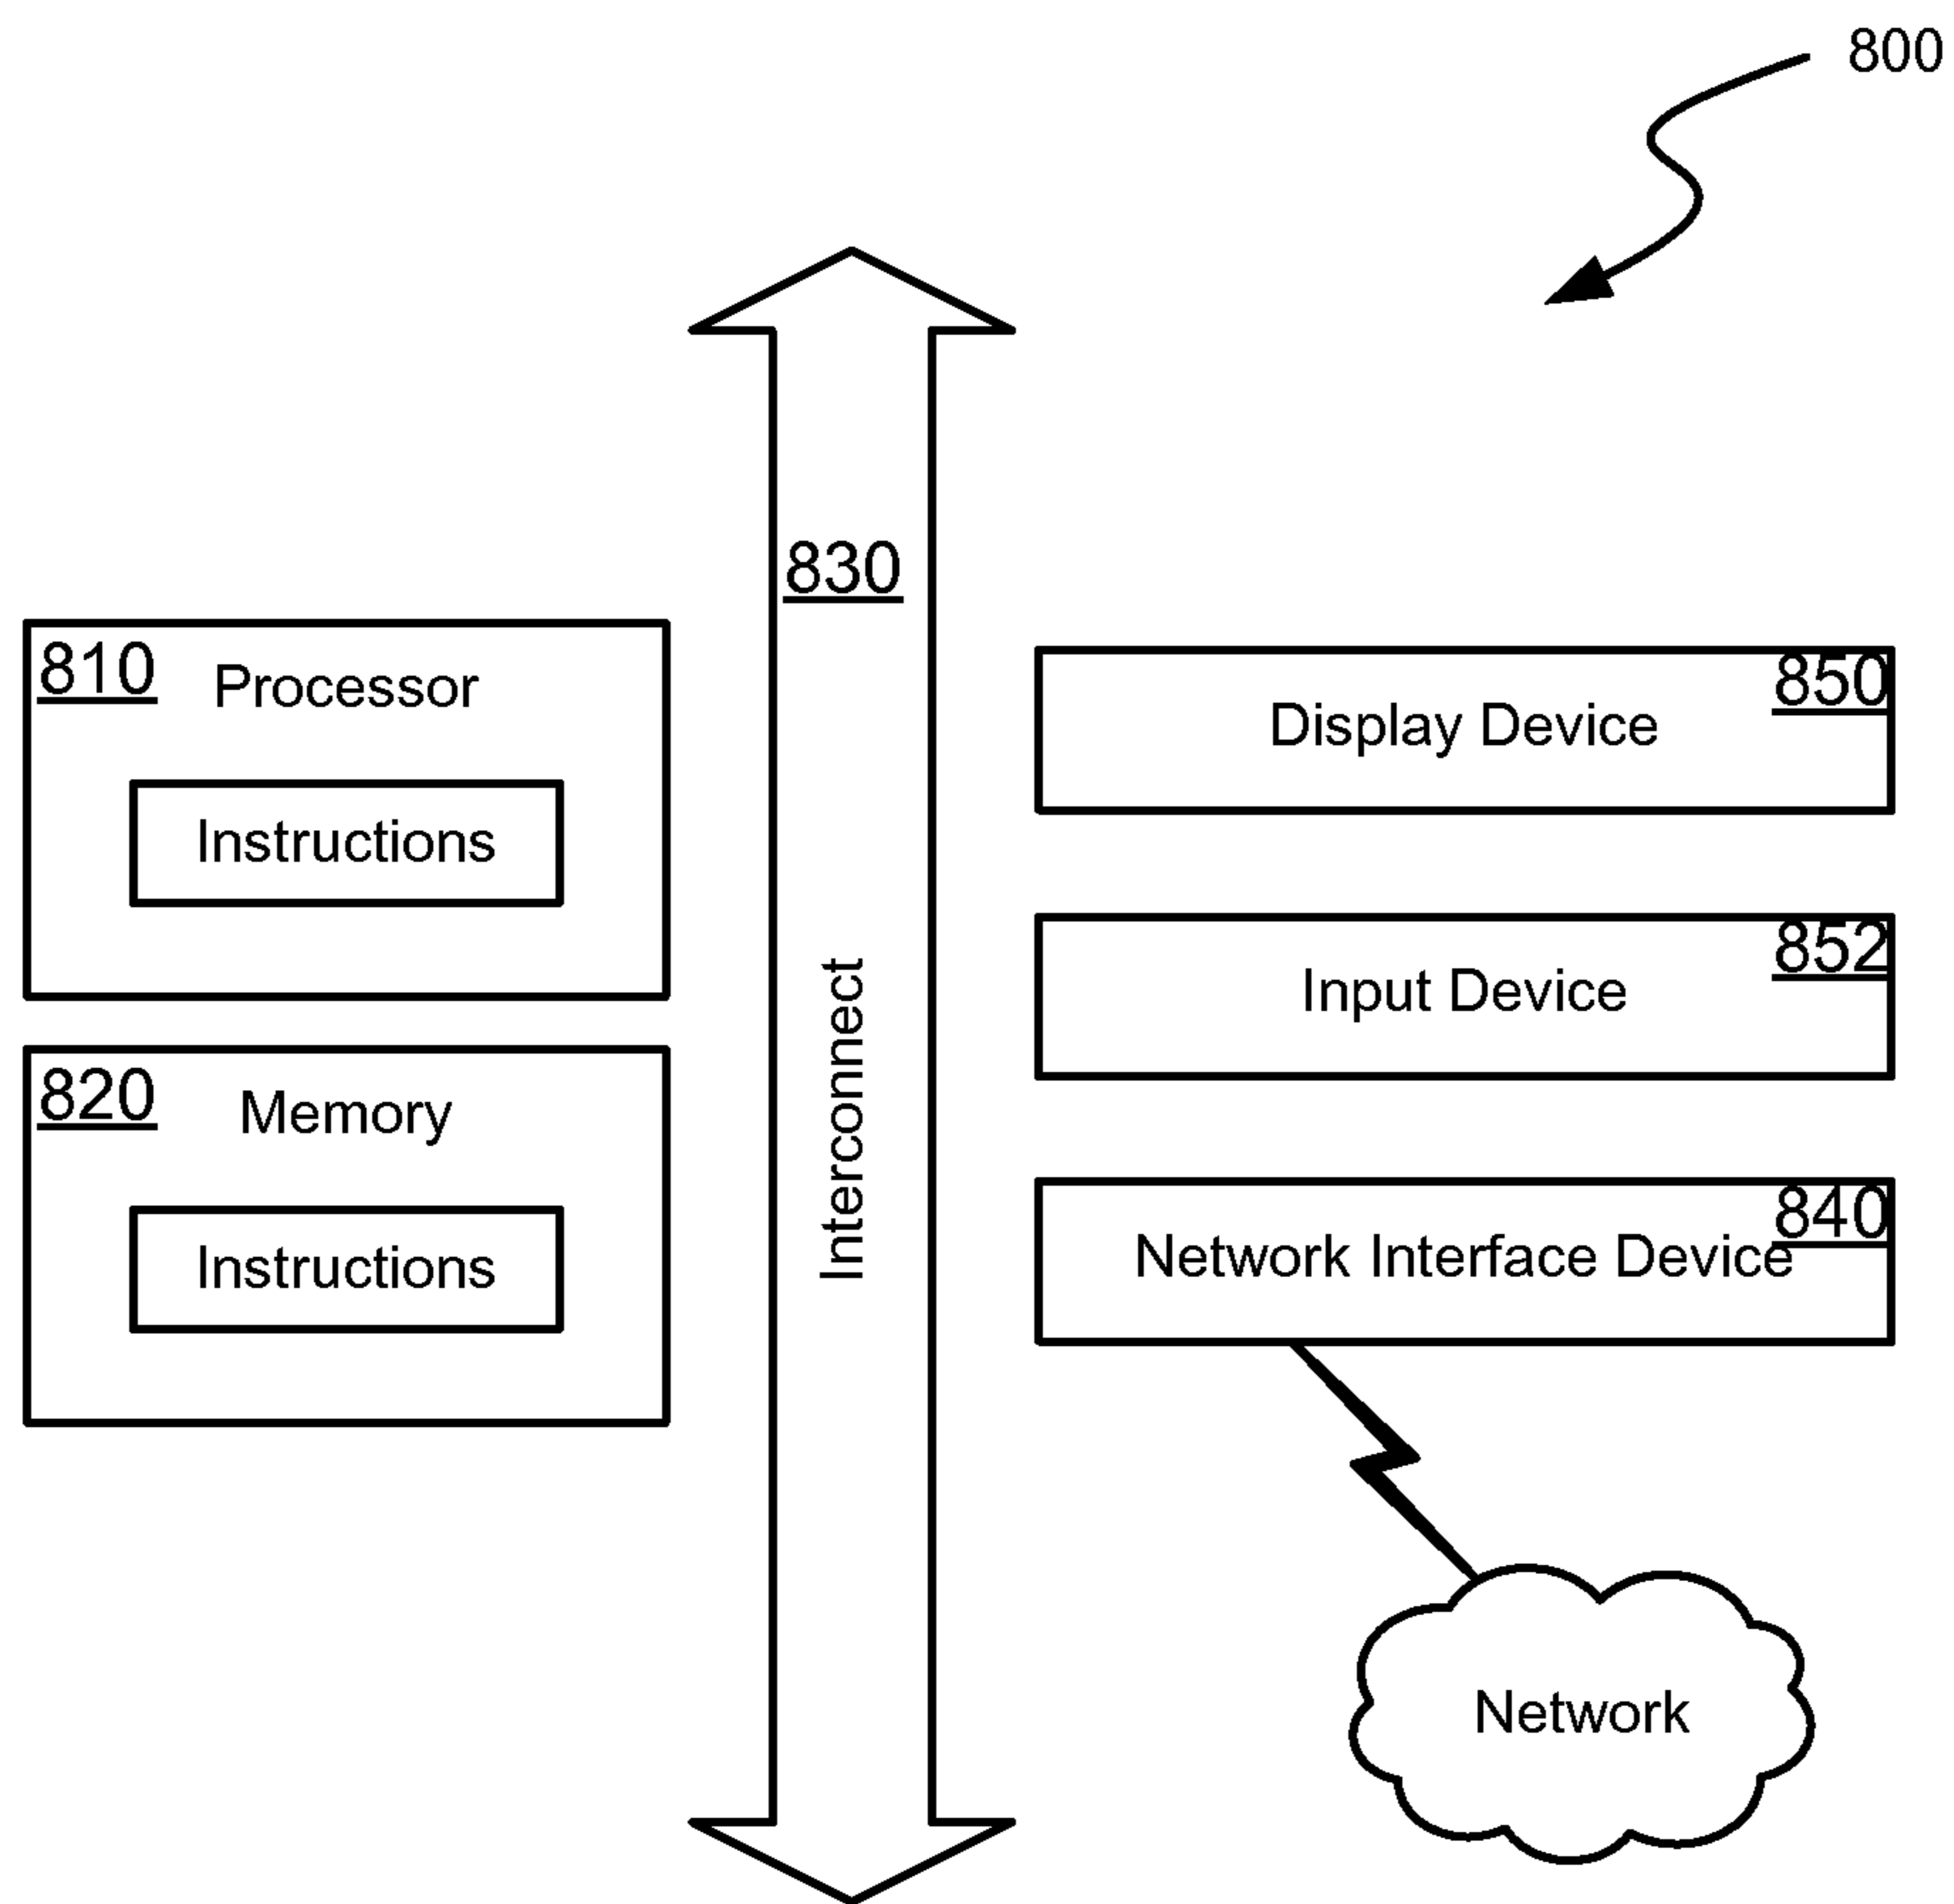 800
830
810
Processor
Instructions
820
Memory
Instructions
Interconnect
850
Display Device
852
Input Device
840
Network Interface Device
Network